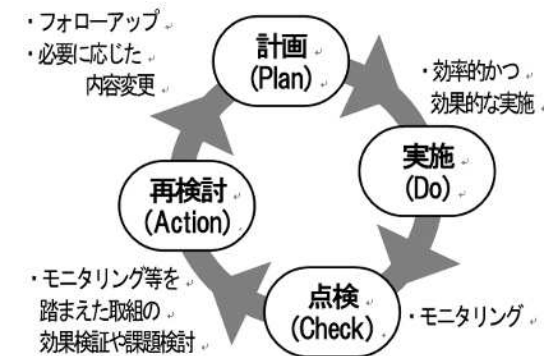 ・フォローアップ
・必要に応じた
内容変更
計画
(Plan)
・効率的かつ
効果的な実施
実施
(Do)
再検討
(Action)
・モニタリング等を
踏まえた取組の
効果検証や課題検討
点検
(Check)
・モニタリング